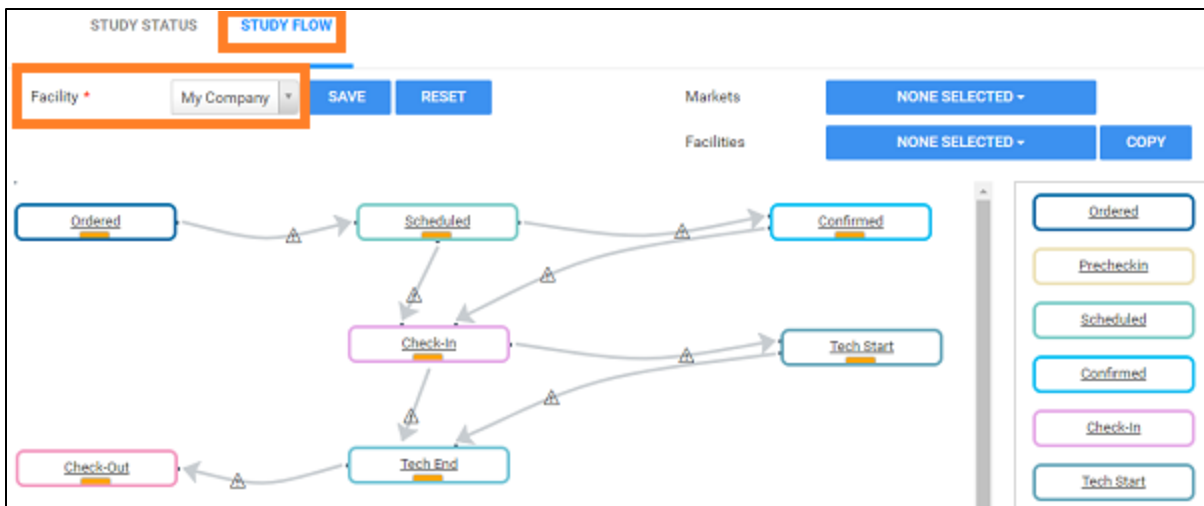 STUDY STATUS STUDY FLOW
Facility * My Company SAVE RESET Markets NONE SELECTED
Facilities NONE SELECTED COPY
Ordered Scheduled Confirmed Ordered
Precheckin
Scheduled
Check-In Tech Start
Confirmed
Check-In
Check-Out Tech End
Tech Start